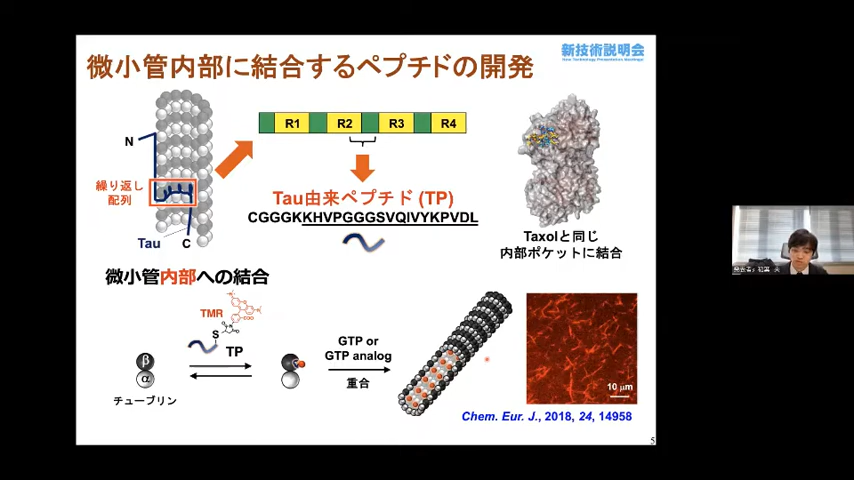 微小管内部に結合するペプチドの開発
新技術説明会
New Technology Presentation Meetings!
N
繰り返し
配列
Tau
C
R1
R2
R3
R4
Tau由来ペプチド (TP)
CGGGKKHVPGGGSVQIVYKPVDL
Taxolと同じ
内部ポケットに結合
微小管内部への結合
TMR
S
TP
β
α
チューブリン
GTP or
GTP analog
重合
10 μm
Chem. Eur. J., 2018, 24, 14958
5